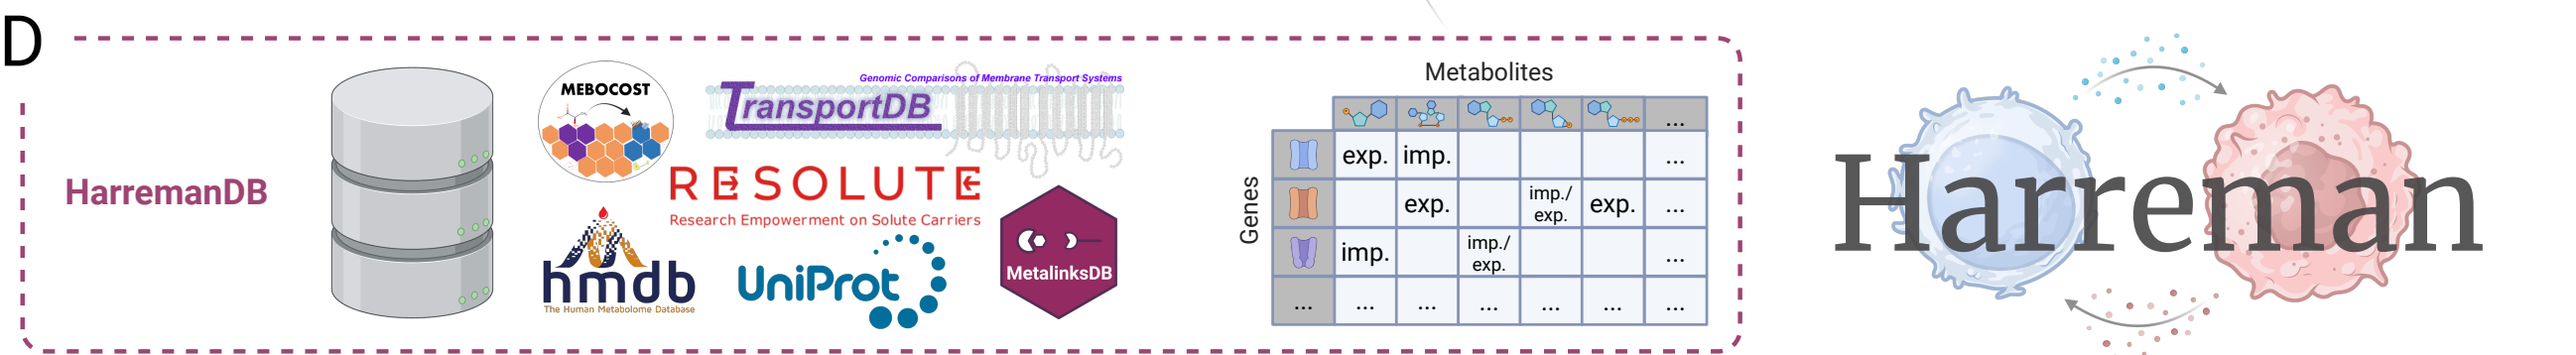 D
HarremanDB
MEBOCOST
Genomic Comparisons of Membrane Transport Systems
TransportDB
RESOLUTE
Research Empowerment on Solute Carriers
hmdb
The Human Metabolome Database
UniProt
MetalinksDB
Metabolites
Genes
...
exp. imp. ...
exp. imp./ exp. exp. ...
imp. imp./ exp. ...
... ... ... ... ... ... ...
Harreman